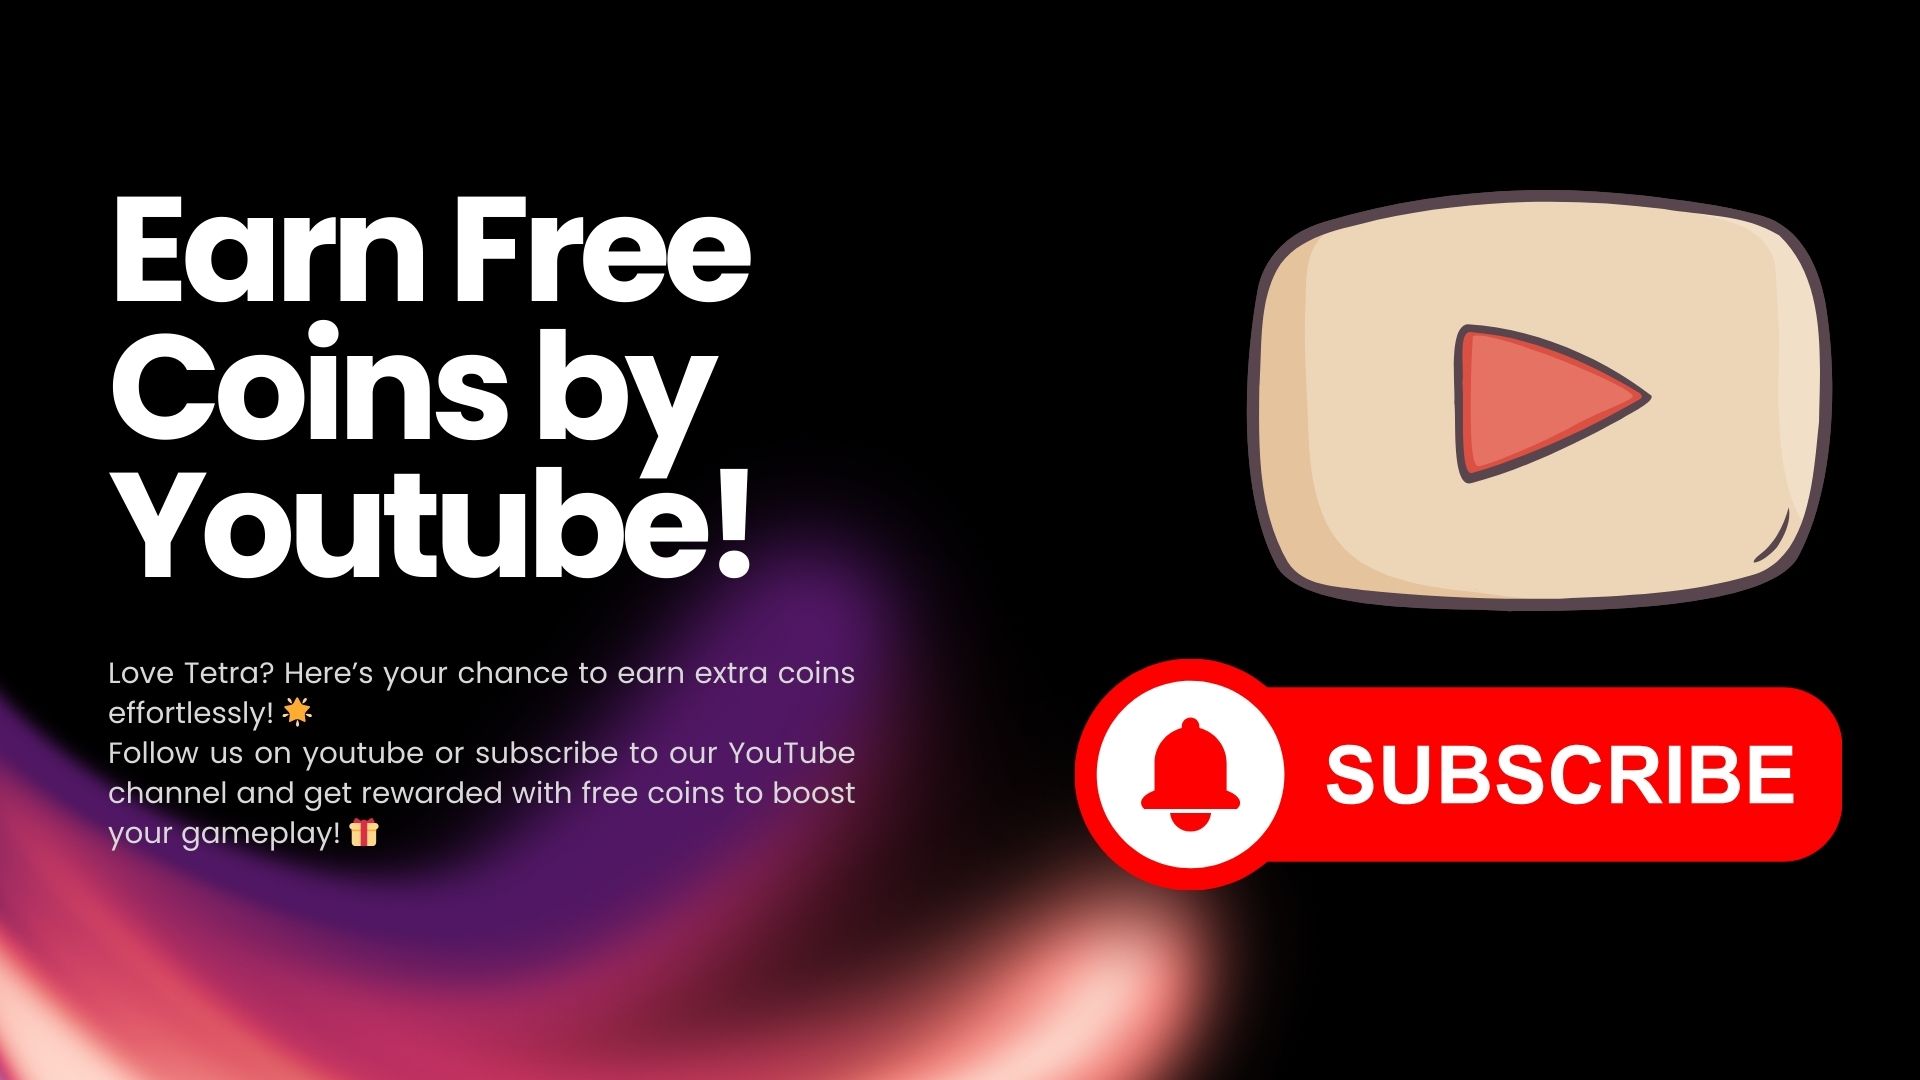 Earn Free
Coins by
Youtube!
Love Tetra? Here’s your chance to earn extra coins
effortlessly! 🌟
Follow us on youtube or subscribe to our YouTube
channel and get rewarded with free coins to boost
your gameplay! 🎁
SUBSCRIBE